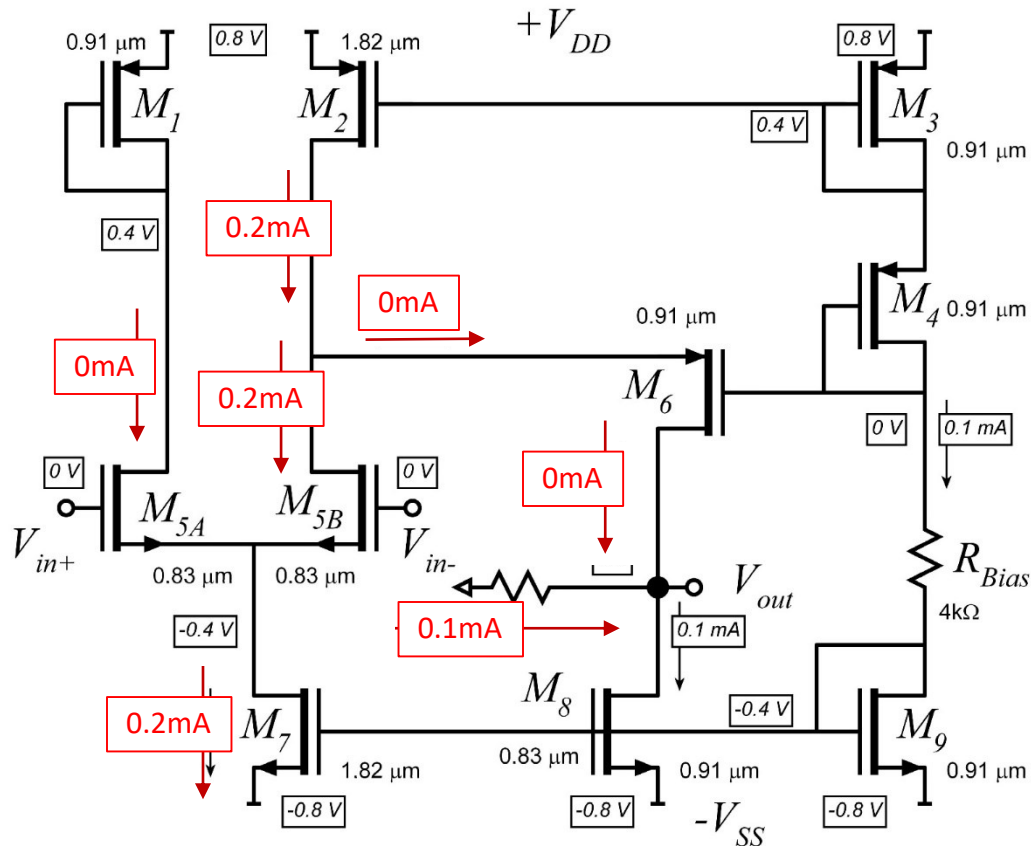 0.91 μm
0.8 V
1.82 μm
+V_DD
0.8 V
M_1
M_2
0.4 V
M_3
0.91 μm
0.4 V
0.2mA
0mA
0.91 μm
M_4
0.91 μm
0mA
0.2mA
M_6
0 V
0.1 mA
0 V
0 V
0mA
M_5A
M_5B
V_in+
0.83 μm
0.83 μm
V_in-
V_out
R_Bias
4kΩ
-0.4 V
0.1mA
0.1 mA
0.2mA
M_7
M_8
-0.4 V
M_9
1.82 μm
0.83 μm
0.91 μm
0.91 μm
-0.8 V
-0.8 V
-V_SS
-0.8 V